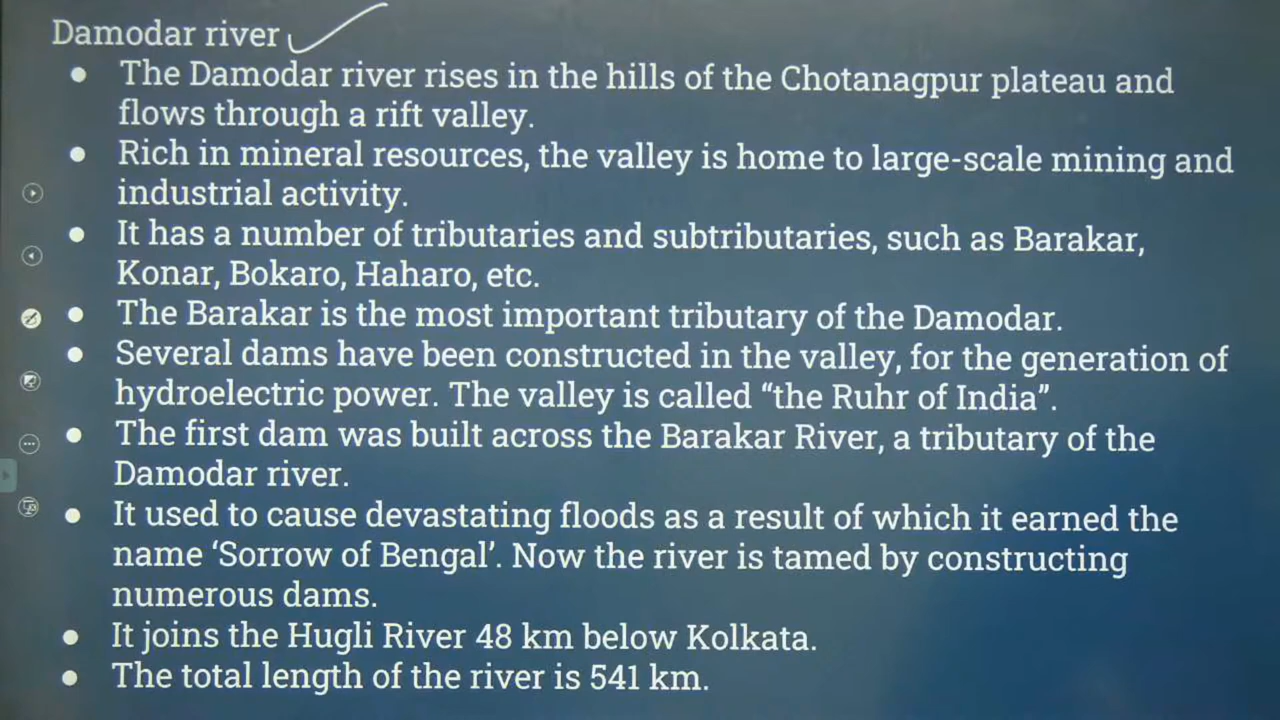 Damodar river
● The Damodar river rises in the hills of the Chotanagpur plateau and
flows through a rift valley.
● Rich in mineral resources, the valley is home to large-scale mining and
industrial activity.
● It has a number of tributaries and subtributaries, such as Barakar,
Konar, Bokaro, Haharo, etc.
● The Barakar is the most important tributary of the Damodar.
● Several dams have been constructed in the valley, for the generation of
hydroelectric power. The valley is called “the Ruhr of India”.
● The first dam was built across the Barakar River, a tributary of the
Damodar river.
● It used to cause devastating floods as a result of which it earned the
name ‘Sorrow of Bengal’. Now the river is tamed by constructing
numerous dams.
● It joins the Hugli River 48 km below Kolkata.
● The total length of the river is 541 km.